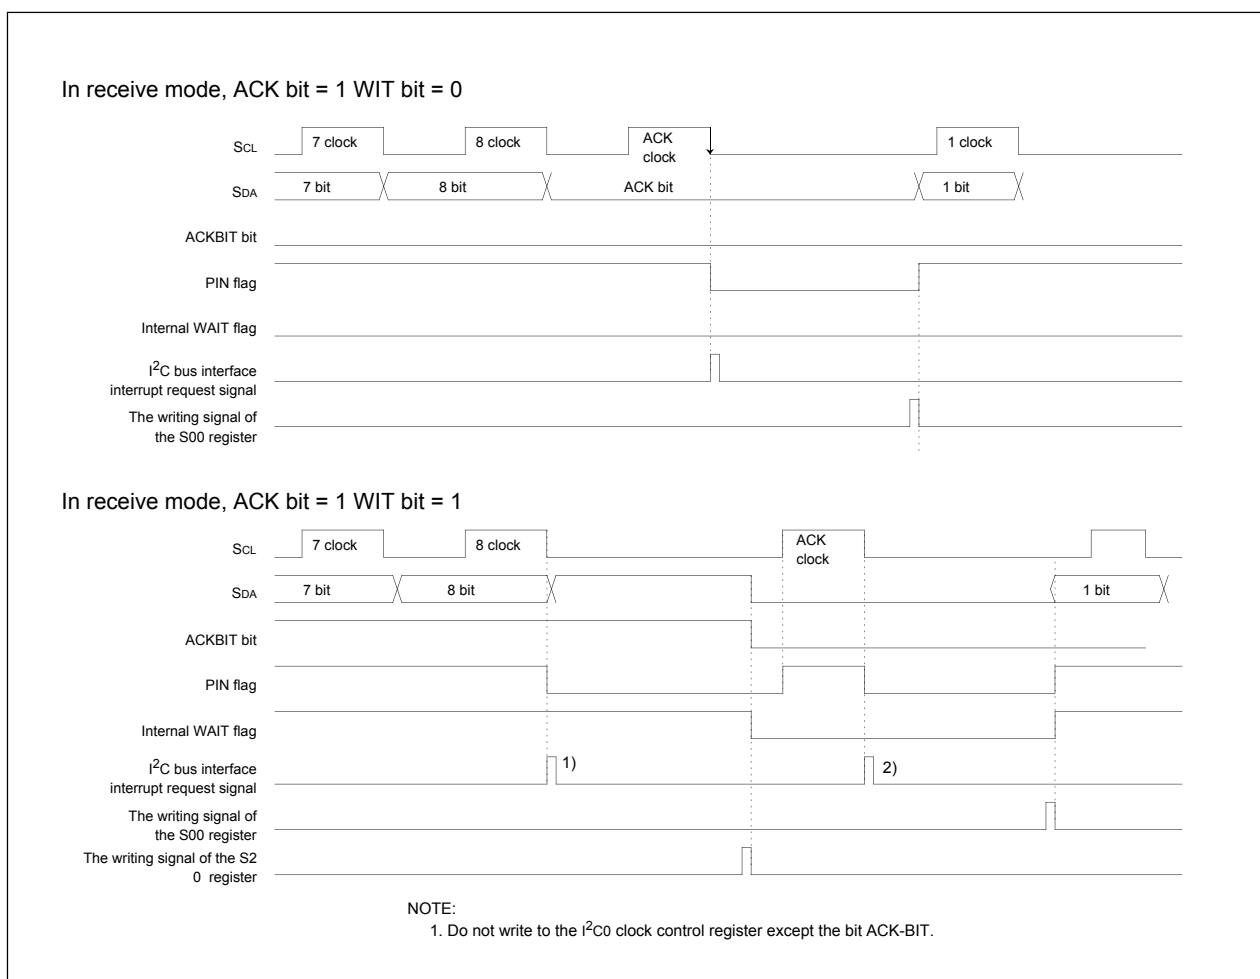 In receive mode, ACK bit = 1 WIT bit = 0
SCL
7 clock
8 clock
ACK
clock
1 clock
SDA
7 bit
8 bit
ACK bit
1 bit
ACKBIT bit
PIN flag
Internal WAIT flag
I2C bus interface
interrupt request signal
The writing signal of
the S00 register
In receive mode, ACK bit = 1 WIT bit = 1
SCL
7 clock
8 clock
ACK
clock
SDA
7 bit
8 bit
1 bit
ACKBIT bit
PIN flag
Internal WAIT flag
I2C bus interface
interrupt request signal
1)
2)
The writing signal of
the S00 register
The writing signal of the S2
0 register
NOTE:
1. Do not write to the I2C0 clock control register except the bit ACK-BIT.